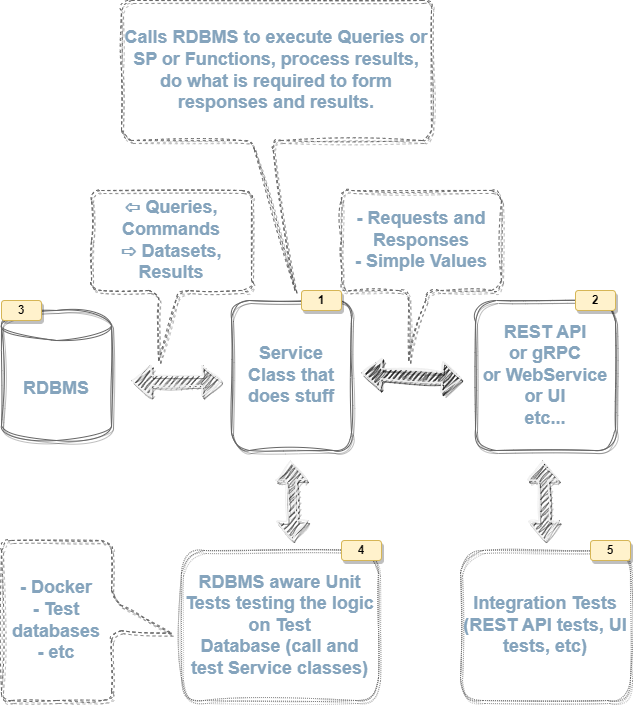 Calls RDBMS to execute Queries or
SP or Functions, process results,
do what is required to form
responses and results.
⇦ Queries,
Commands
⇨ Datasets,
Results
- Requests and
Responses
- Simple Values
3
RDBMS
1
Service
Class that
does stuff
2
REST API
or gRPC
or WebService
or UI
etc...
- Docker
- Test
databases
- etc
4
RDBMS aware Unit
Tests testing the logic
on Test
Database (call and
test Service classes)
5
Integration Tests
(REST API tests, UI
tests, etc)